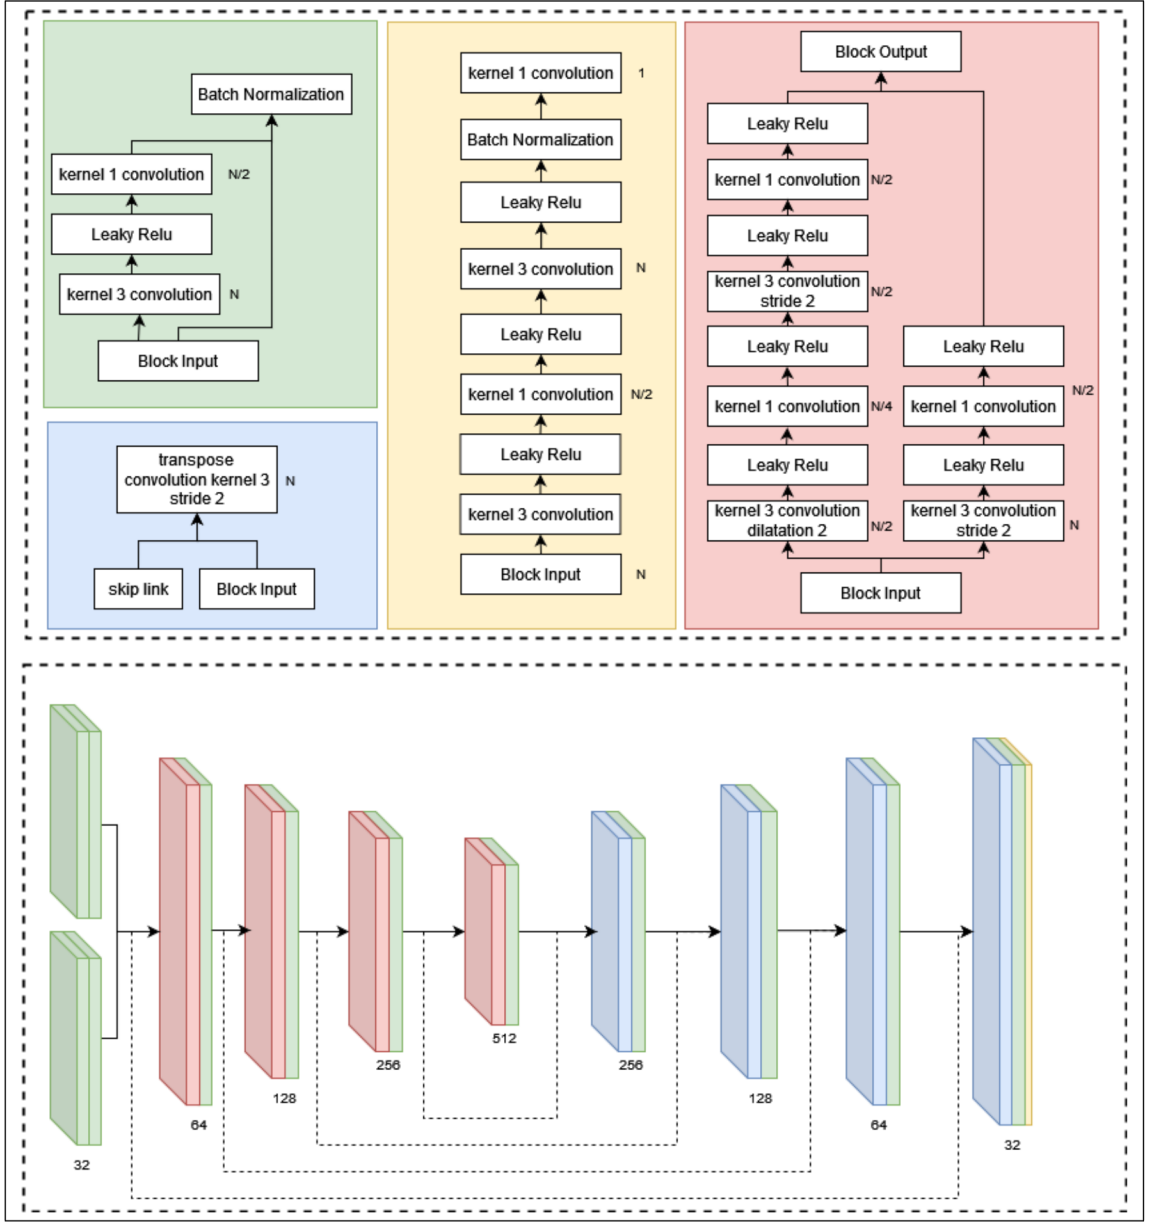 Batch Normalization
kernel 1 convolution
N/2
Leaky Relu
kernel 3 convolution
N
Block Input
transpose
convolution kernel 3
stride 2
N
skip link
Block Input
kernel 1 convolution
1
Batch Normalization
Leaky Relu
kernel 3 convolution
N
Leaky Relu
kernel 1 convolution
N/2
Leaky Relu
kernel 3 convolution
Block Input
N
Block Output
Leaky Relu
kernel 1 convolution
N/2
Leaky Relu
kernel 3 convolution
stride 2
N/2
Leaky Relu
kernel 1 convolution
N/4
Leaky Relu
kernel 3 convolution
dilatation 2
N/2
Leaky Relu
N/2
kernel 1 convolution
Leaky Relu
kernel 3 convolution
stride 2
N
Block Input
32
64
128
256
512
256
128
64
32